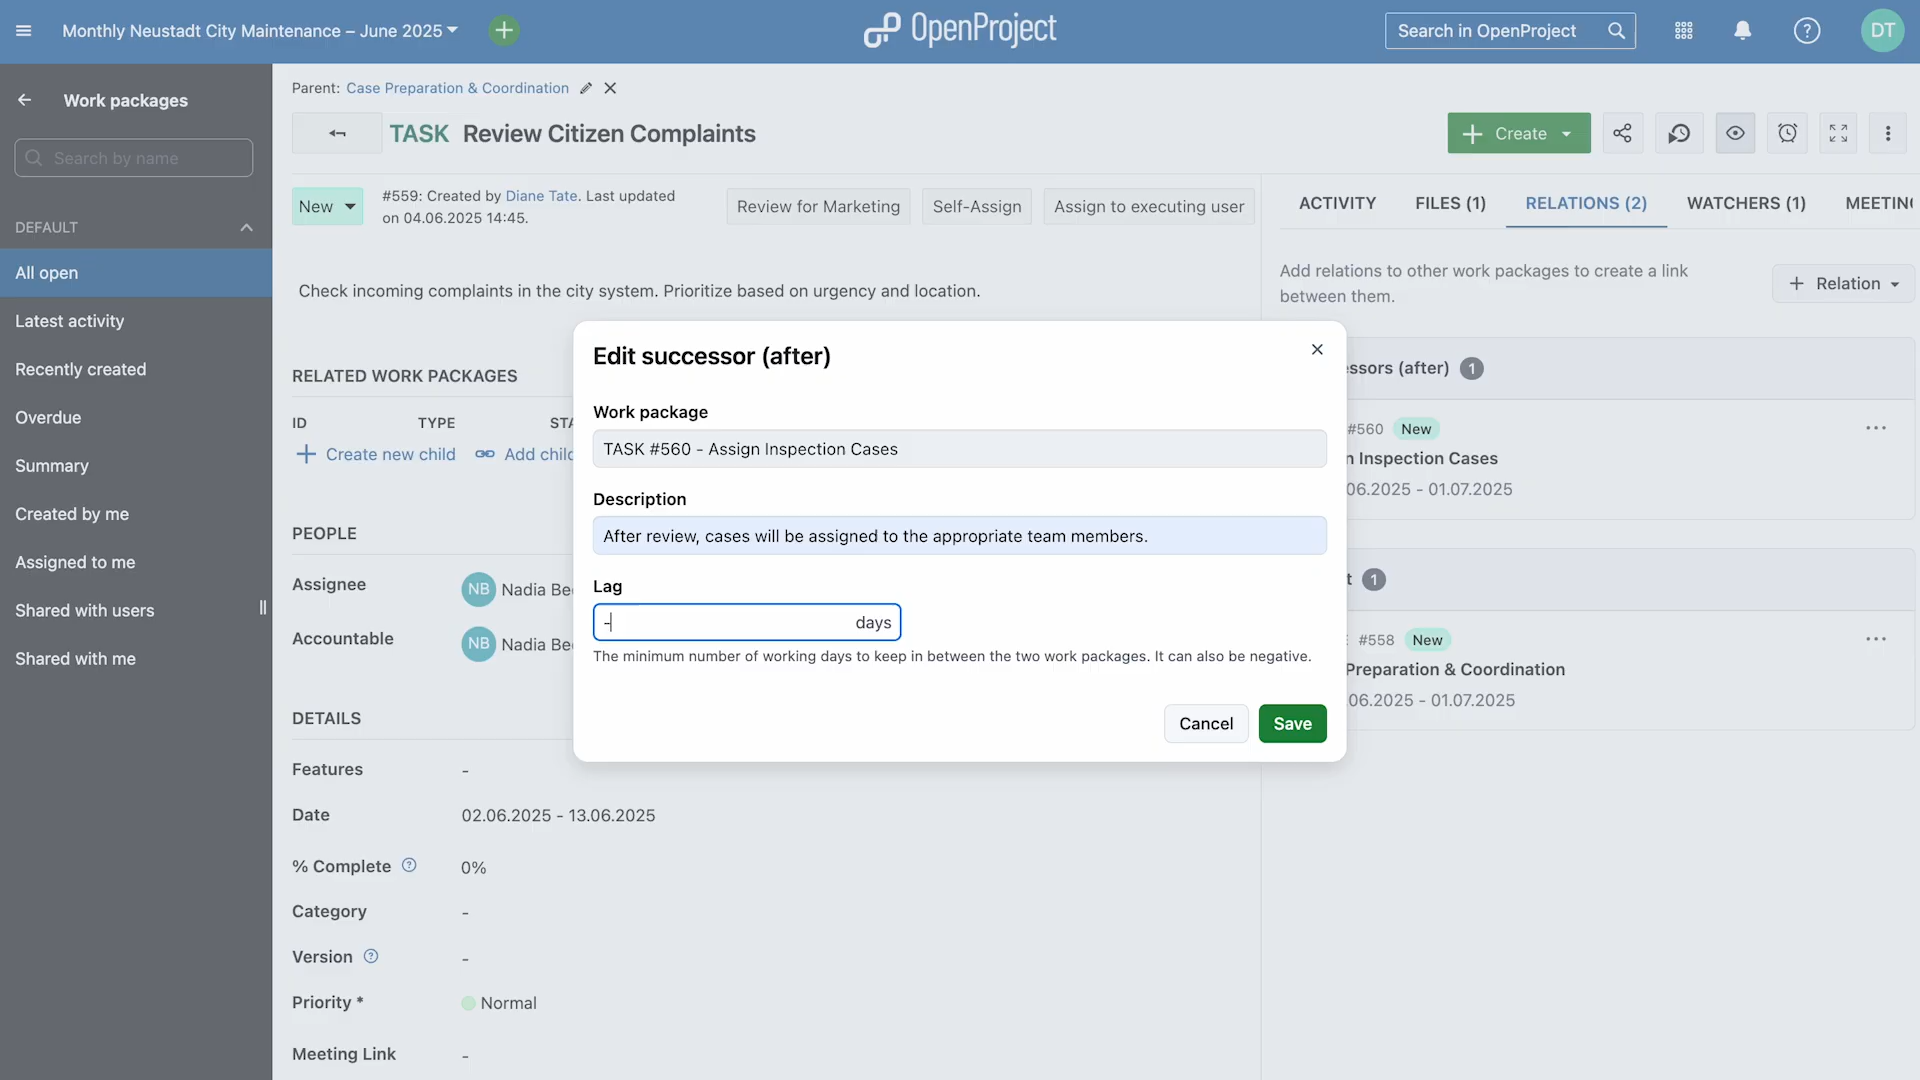 Monthly Neustadt City Maintenance – June 2025
OpenProject
Search in OpenProject
DT
Work packages
Search by name
DEFAULT
All open
Latest activity
Recently created
Overdue
Summary
Created by me
Assigned to me
Shared with users
Shared with me
Parent: Case Preparation & Coordination
TASK Review Citizen Complaints
Create
New
#559: Created by Diane Tate. Last updated
on 04.06.2025 14:45.
Review for Marketing
Self-Assign
Assign to executing user
Check incoming complaints in the city system. Prioritize based on urgency and location.
RELATED WORK PACKAGES
ID TYPE STA
Create new child
Add child
PEOPLE
Assignee NB Nadia Be
Accountable NB Nadia Be
DETAILS
Features -
Date 02.06.2025 - 13.06.2025
% Complete ? 0%
Category -
Version ? -
Priority * Normal
Meeting Link -
ACTIVITY
FILES (1)
RELATIONS (2)
WATCHERS (1)
MEETING
Add relations to other work packages to create a link
between them.
+ Relation
ssors (after) 1
#560 New
n Inspection Cases
06.2025 - 01.07.2025
t 1
#558 New
Preparation & Coordination
06.2025 - 01.07.2025
Edit successor (after)
Work package
TASK #560 - Assign Inspection Cases
Description
After review, cases will be assigned to the appropriate team members.
Lag
- days
The minimum number of working days to keep in between the two work packages. It can also be negative.
Cancel
Save